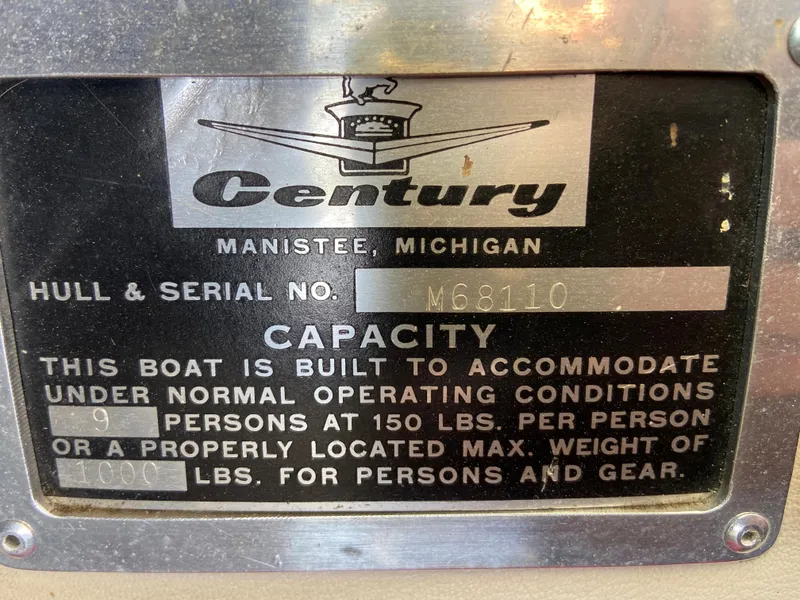 Century
MANISTEE, MICHIGAN
HULL & SERIAL NO. M68110
CAPACITY
THIS BOAT IS BUILT TO ACCOMMODATE
UNDER NORMAL OPERATING CONDITIONS
9 PERSONS AT 150 LBS. PER PERSON
OR A PROPERLY LOCATED MAX. WEIGHT OF
1000 LBS. FOR PERSONS AND GEAR.